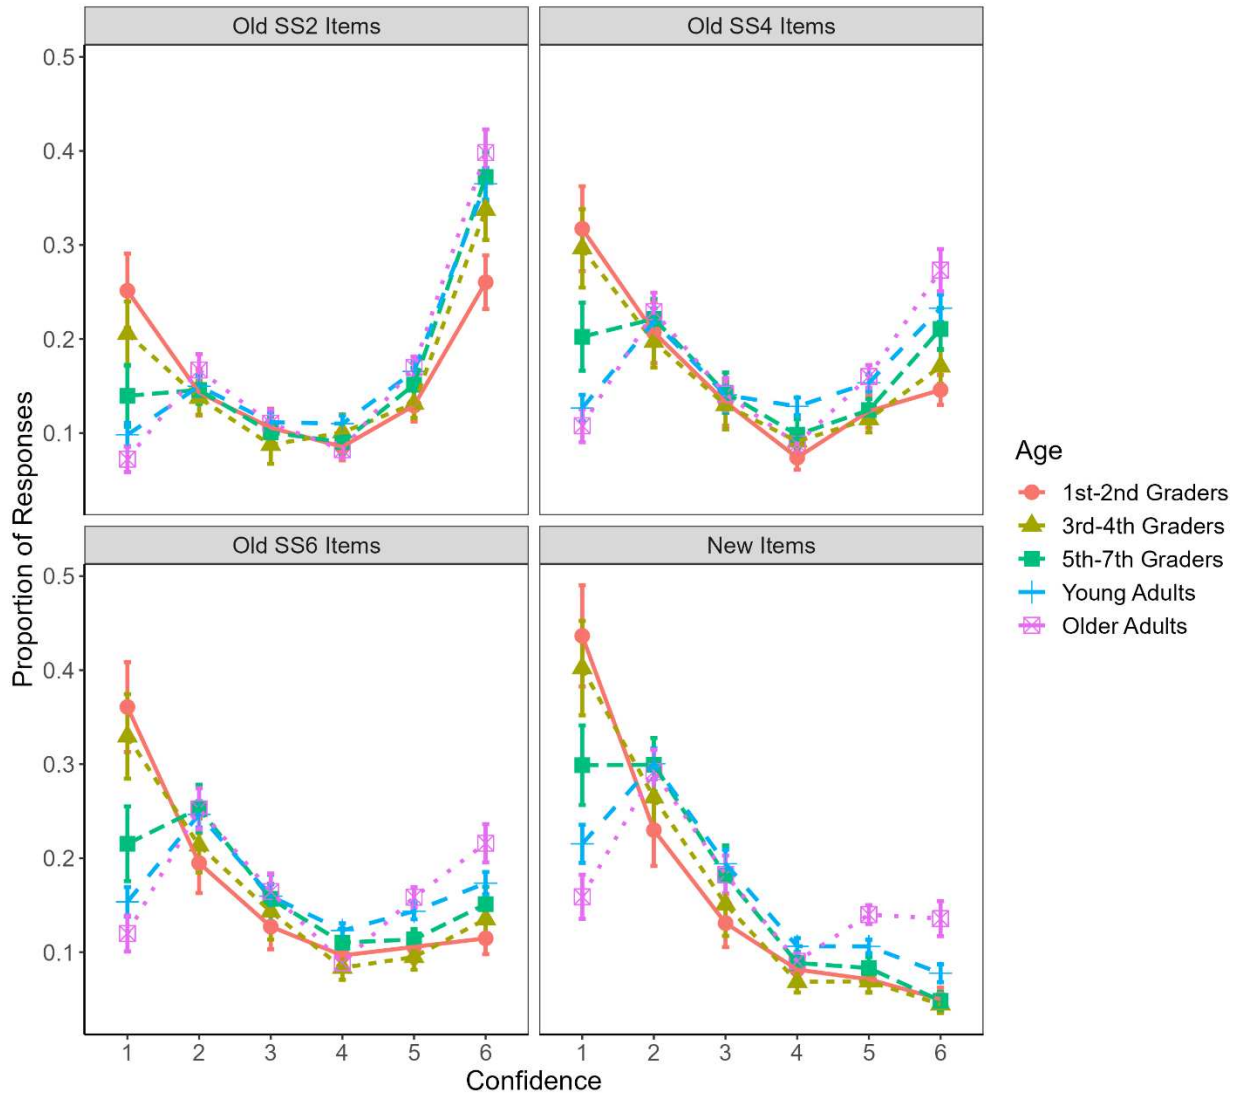 Old SS2 Items
Old SS4 Items
0.5
0.4
0.3
0.2
0.1
Old SS6 Items
New Items
0.5
0.4
0.3
0.2
0.1
1 2 3 4 5 6
1 2 3 4 5 6
Proportion of Responses
Confidence
Age
1st-2nd Graders
3rd-4th Graders
5th-7th Graders
Young Adults
Older Adults